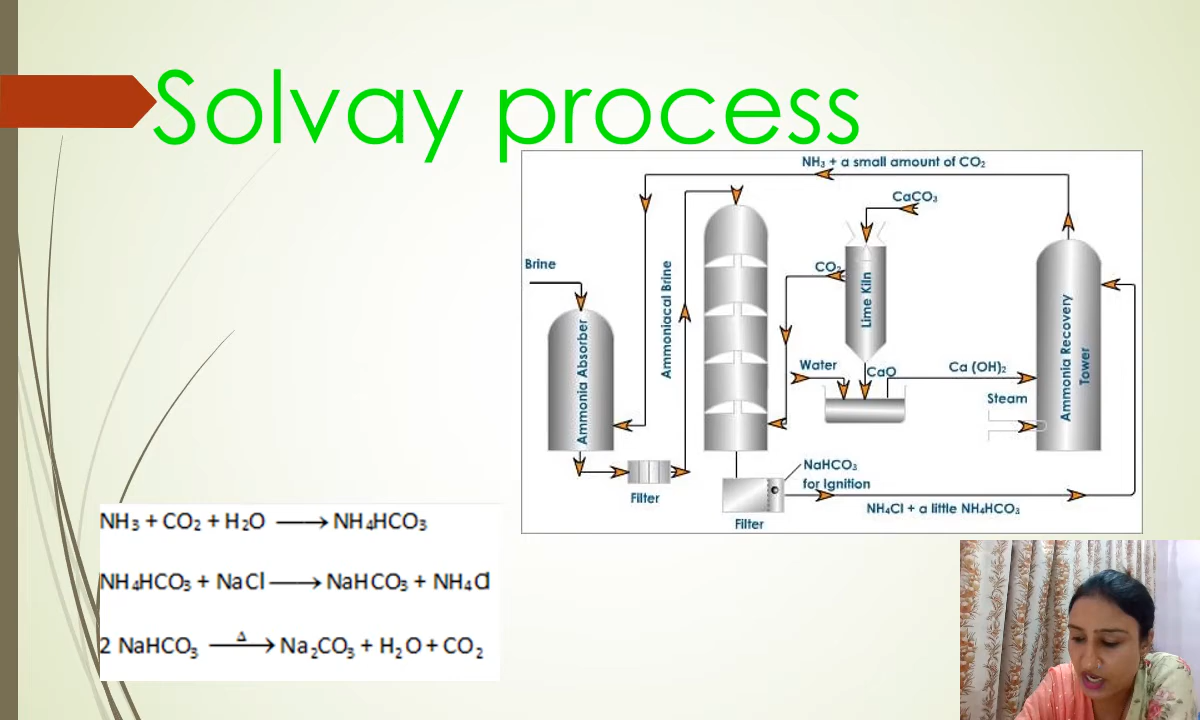 Solvay process
NH₃ + a small amount of CO₂
CaCO₃
Brine
CO₂
Ammoniacal Brine
Lime Kiln
Ammonia Absorber
Ammonia Recovery
Tower
Water
CaO
Ca (OH)₂
Steam
NaHCO₃
for Ignition
Filter
NH₄Cl + a little NH₄HCO₃
Filter
NH₃ + CO₂ + H₂O ⟶ NH₄HCO₃
NH₄HCO₃ + NaCl ⟶ NaHCO₃ + NH₄Cl
2 NaHCO₃ —Δ→ Na₂CO₃ + H₂O + CO₂